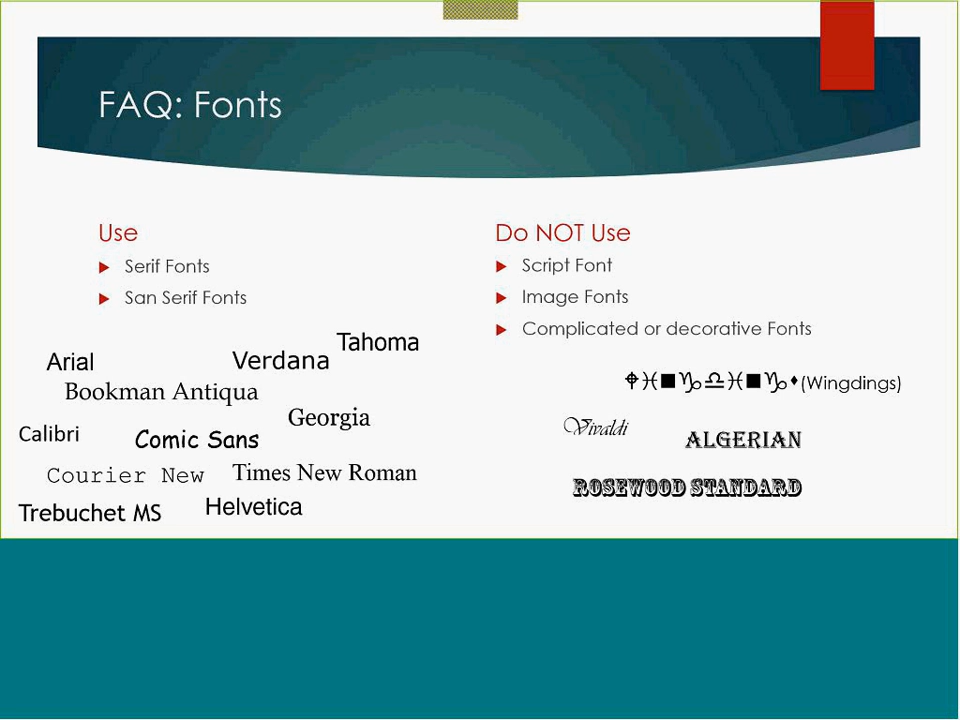 FAQ: Fonts
Use
Serif Fonts
San Serif Fonts
Tahoma
Arial
Verdana
Bookman Antiqua
Georgia
Calibri
Comic Sans
Courier New
Times New Roman
Trebuchet MS
Helvetica
Do NOT Use
Script Font
Image Fonts
Complicated or decorative Fonts
🕈♓■♑♎♓■♑⬧(Wingdings)
Vivaldi
ALGERIAN
ROSEWOOD STANDARD